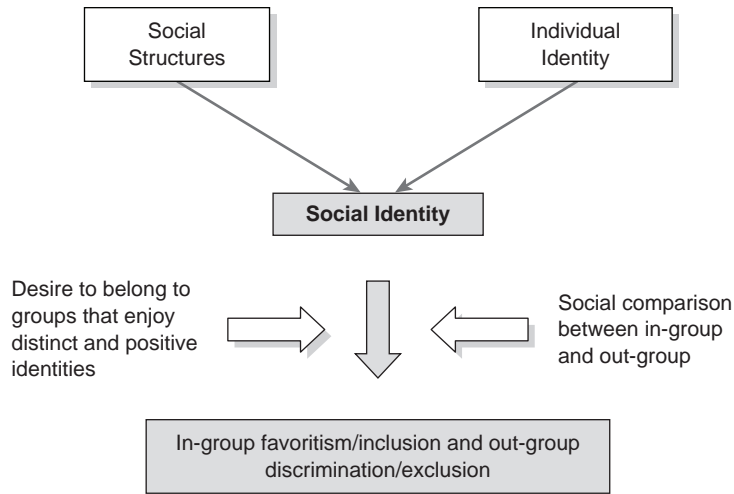 Social
Structures
Individual
Identity
Social Identity
Desire to belong to
groups that enjoy
distinct and positive
identities
Social comparison
between in-group
and out-group
In-group favoritism/inclusion and out-group
discrimination/exclusion